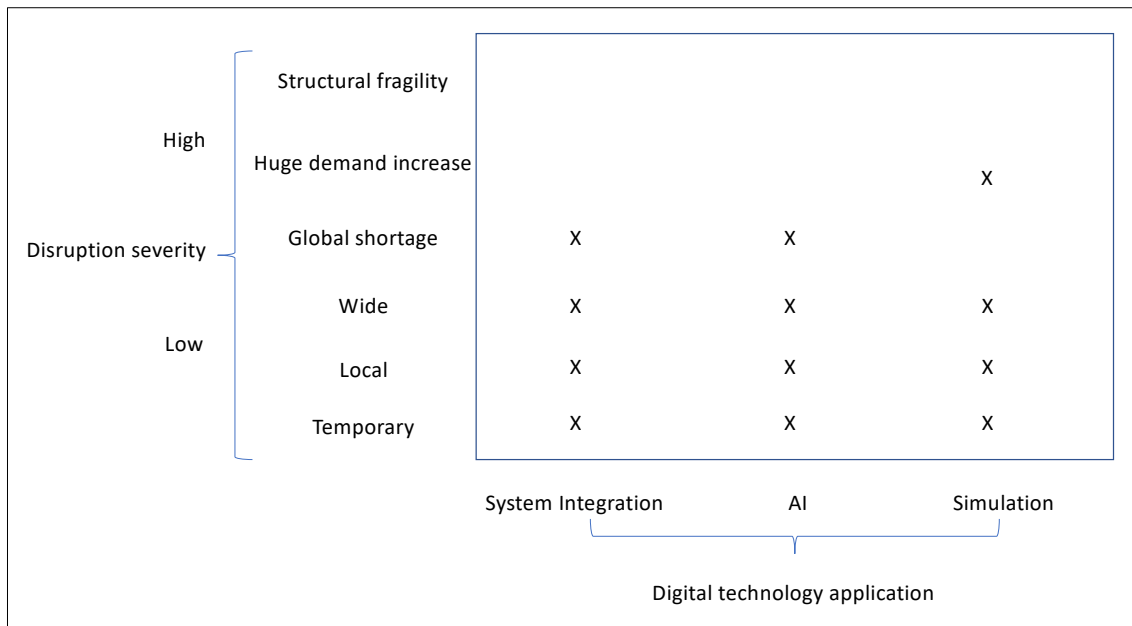 Structural fragility
High
Huge demand increase
X
Disruption severity
Global shortage X X
Wide X X X
Low
Local X X X
Temporary X X X
System Integration AI Simulation
Digital technology application